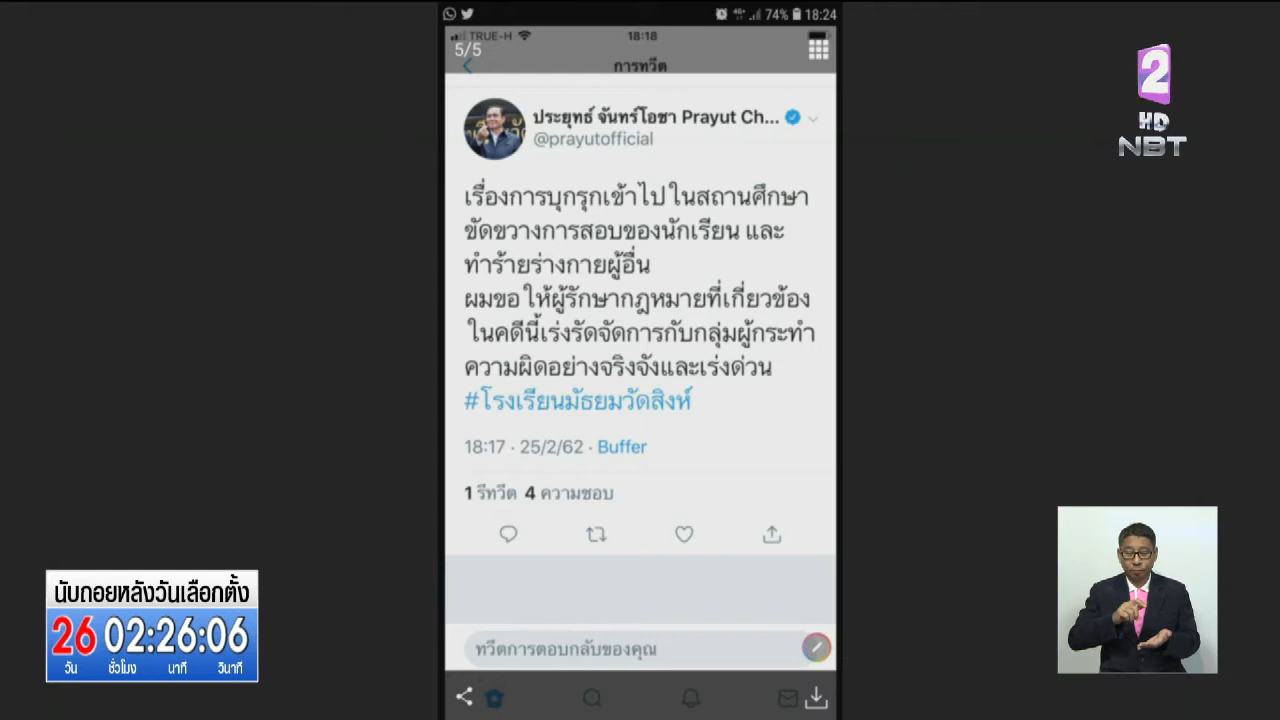 74% 18:24
TRUE-H 18:18
5/5
การทวีต
ประยุทธ์ จันทร์โอชา Prayut Ch...
@prayutofficial
เรื่องการบุกรุกเข้าไป ในสถานศึกษา
ขัดขวางการสอบของนักเรียน และ
ทำร้ายร่างกายผู้อื่น
ผมขอ ให้ผู้รักษากฎหมายที่เกี่ยวข้อง
ในคดีนี้เร่งรัดจัดการกับกลุ่มผู้กระทำ
ความผิดอย่างจริงจังและเร่งด่วน
#โรงเรียนมัธยมวัดสิงห์
18:17 · 25/2/62 · Buffer
1 รีทวีต 4 ความชอบ
ทวีตการตอบกลับของคุณ
2
HD
NBT
นับถอยหลังวันเลือกตั้ง
26 02:26:06
วัน ชั่วโมง นาที วินาที